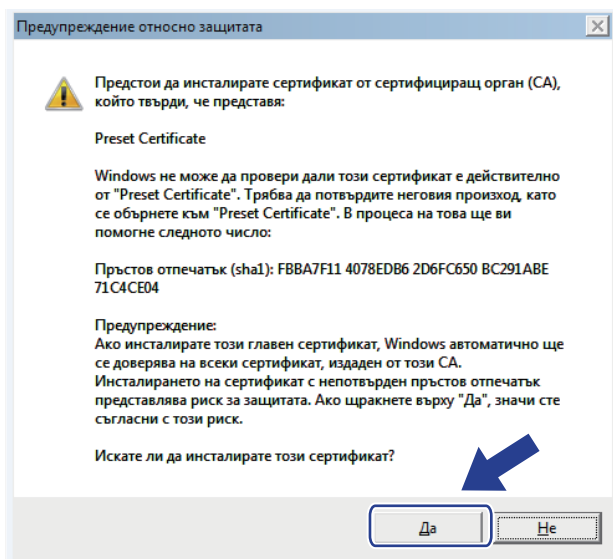 Предупреждение относно защитата
Предстои да инсталирате сертификат от сертифициращ орган (CA),
който твърди, че представя:
Preset Certificate
Windows не може да провери дали този сертификат е действително
от "Preset Certificate". Трябва да потвърдите неговия произход, като
се обърнете към "Preset Certificate". В процеса на това ще ви
помогне следното число:
Пръстов отпечатък (sha1): FBBA7F11 4078EDB6 2D6FC650 BC291ABE
71C4CE04
Предупреждение:
Ако инсталирате този главен сертификат, Windows автоматично ще
се доверява на всеки сертификат, издаден от този CA.
Инсталирането на сертификат с непотвърден пръстов отпечатък
представлява риск за защитата. Ако щракнете върху "Да", значи сте
съгласни с този риск.
Искате ли да инсталирате този сертификат?
Да
Не